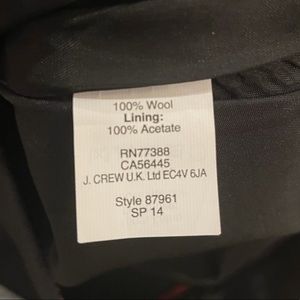 100% Wool
Lining:
100% Acetate
RN77388
CA56445
J. CREW U.K. Ltd EC4V 6JA
Style 87961
SP 14